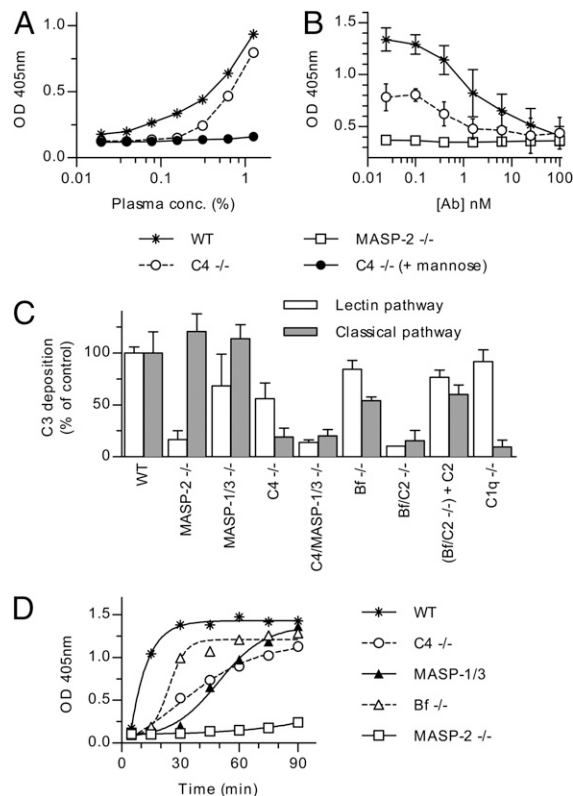 A
B
OD 405nm
1.0
0.5
0.0
0.01
0.1
1
Plasma conc. (%)
OD 405nm
1.5
1.0
0.5
0.01
0.1
1
10
100
[Ab] nM
WT
MASP-2 -/-
C4 -/-
C4 -/- (+ mannose)
C
Lectin pathway
Classical pathway
C3 deposition
(% of control)
100
50
0
WT
MASP-2 -/-
MASP-1/3 -/-
C4 -/-
C4/MASP-1/3 -/-
Bf -/-
Bf/C2 -/-
(Bf/C2 -/-) + C2
C1q -/-
D
OD 405nm
1.5
1.0
0.5
0.0
0
30
60
90
Time (min)
WT
C4 -/-
MASP-1/3
Bf -/-
MASP-2 -/-